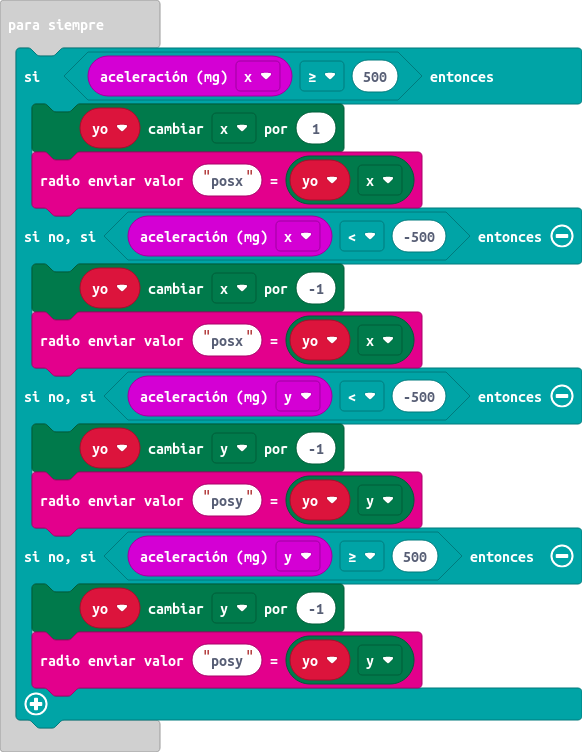 para siempre
si aceleración (mg) x ≥ 500 entonces
yo cambiar x por 1
radio enviar valor "posx" = yo x
si no, si aceleración (mg) x < -500 entonces
yo cambiar x por -1
radio enviar valor "posx" = yo x
si no, si aceleración (mg) y < -500 entonces
yo cambiar y por -1
radio enviar valor "posy" = yo y
si no, si aceleración (mg) y ≥ 500 entonces
yo cambiar y por -1
radio enviar valor "posy" = yo y